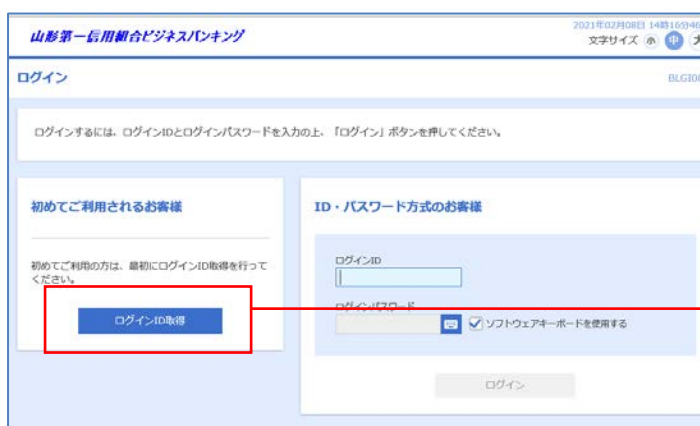 山形第一信用組合ビジネスバンキング
2021年02月08日 14時16分46
文字サイズ 小 中
ログイン
BLGI00
ログインするには、ログインIDとログインパスワードを入力の上、「ログイン」ボタンを押してください。
初めてご利用されるお客様
初めてご利用の方は、最初にログインID取得を行って
ください。
ログインID取得
ID・パスワード方式のお客様
ログインID
ログインパスワード
ソフトウェアキーボードを使用する
ログイン